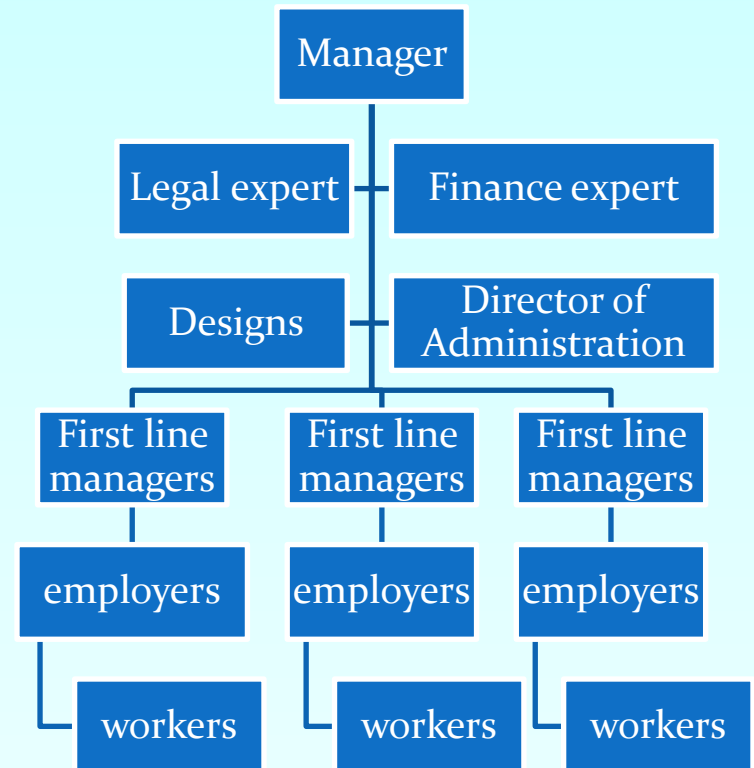 Manager
Legal expert
Finance expert
Designs
Director of
Administration
First line
managers
First line
managers
First line
managers
employers
employers
employers
workers
workers
workers